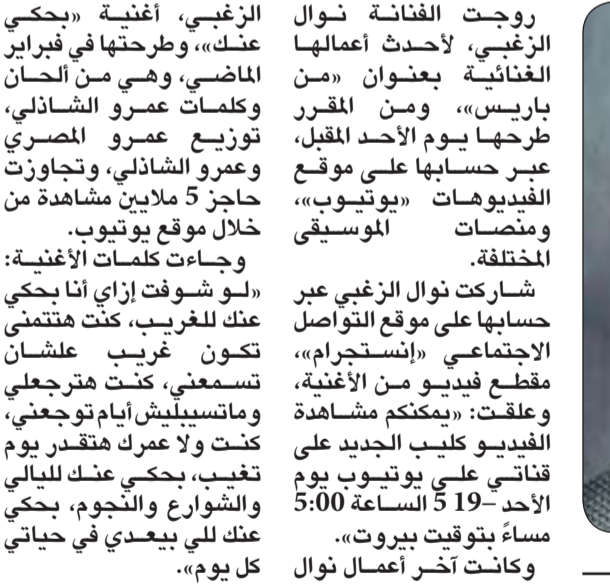 روجت الفنانة نوال
الزغبي، لأحدث أعمالها
الغنائية بعنوان «من
باريس»، ومن المقرر
طرحها يوم الأحد المقبل،
عبر حسابها على موقع
الفيديوهات «يوتيوب»،
ومنصات الموسيقى
المختلفة.
شاركت نوال الزغبي عبر
حسابها على موقع التواصل
الاجتماعي «إنستجرام»،
مقطع فيديو من الأغنية،
وعلقت: «يمكنكم مشاهدة
الفيديو كليب الجديد على
قناتي على يوتيوب يوم
الأحد –19 5 الساعة 5:00
مساءً بتوقيت بيروت».
وكانت آخر أعمال نوال
الزغبي، أغنية «بحكي
عنك»، وطرحتها في فبراير
الماضي، وهي من ألحان
وكلمات عمرو الشاذلي،
توزيع عمرو المصري
وعمرو الشاذلي، وتجاوزت
حاجز 5 ملايين مشاهدة من
خلال موقع يوتيوب.
وجاءت كلمات الأغنية:
«لو شوفت إزاي أنا بحكي
عنك للغريب، كنت هتتمنى
تكون غريب علشان
تسمعني، كنت هترجعلي
وماتسيبليش أيام توجعني،
كنت ولا عمرك هتقدر يوم
تغيب، بحكي عنك لليالي
والشوارع والنجوم، بحكي
عنك للي بيعدي في حياتي
كل يوم».